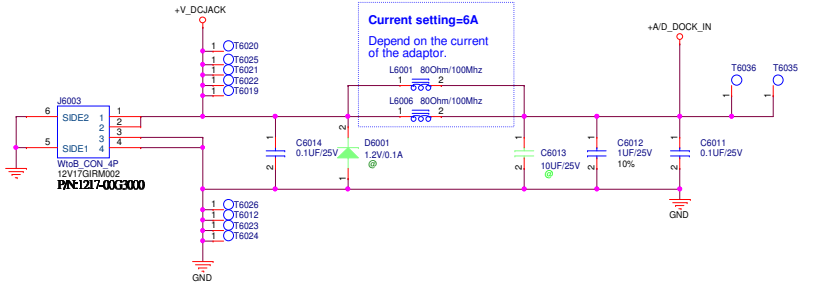 +V_DCJACK
Current setting=6A
Depend on the current
of the adaptor.
+A/D_DOCK_IN
1 T6020
1 T6025
1 T6021
1 T6022
1 T6019
L6001 80Ohm/100Mhz
1 2
L6006 80Ohm/100Mhz
1 2
T6036
1
T6035
1
J6003
6 SIDE2 1 1
2 2
3 3
5 SIDE1 4 4
WtoB_CON_4P
12V17GIRM002
P/N:1217-00G3000
1
C6014
0.1UF/25V
2
2
D6001
1.2V/0.1A
@
1
1
C6013
10UF/25V
@
2
1
C6012
1UF/25V
10%
2
1
C6011
0.1UF/25V
2
1 T6026
1 T6012
1 T6023
1 T6024
GND
GND